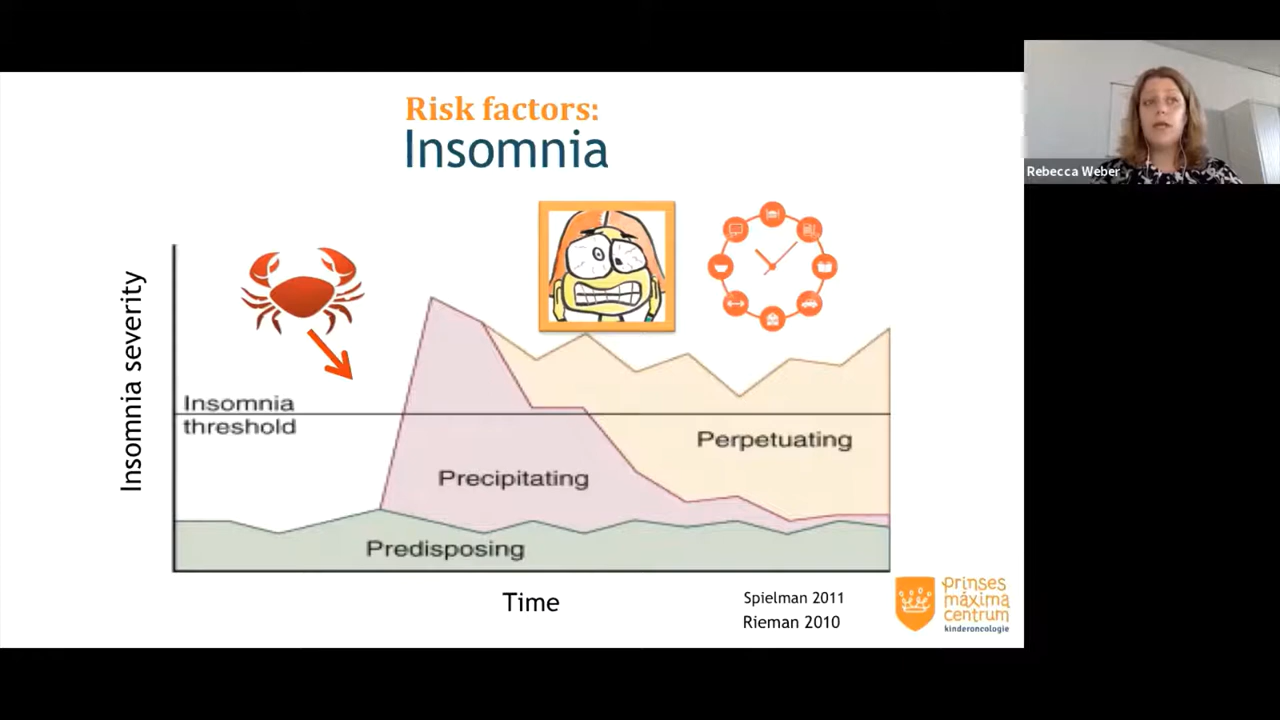 Risk factors:
Insomnia
Rebecca Weber
Insomnia severity
Insomnia
threshold
Perpetuating
Precipitating
Predisposing
Time
Spielman 2011
Rieman 2010
prinses
máxima
centrum
kinderoncologie